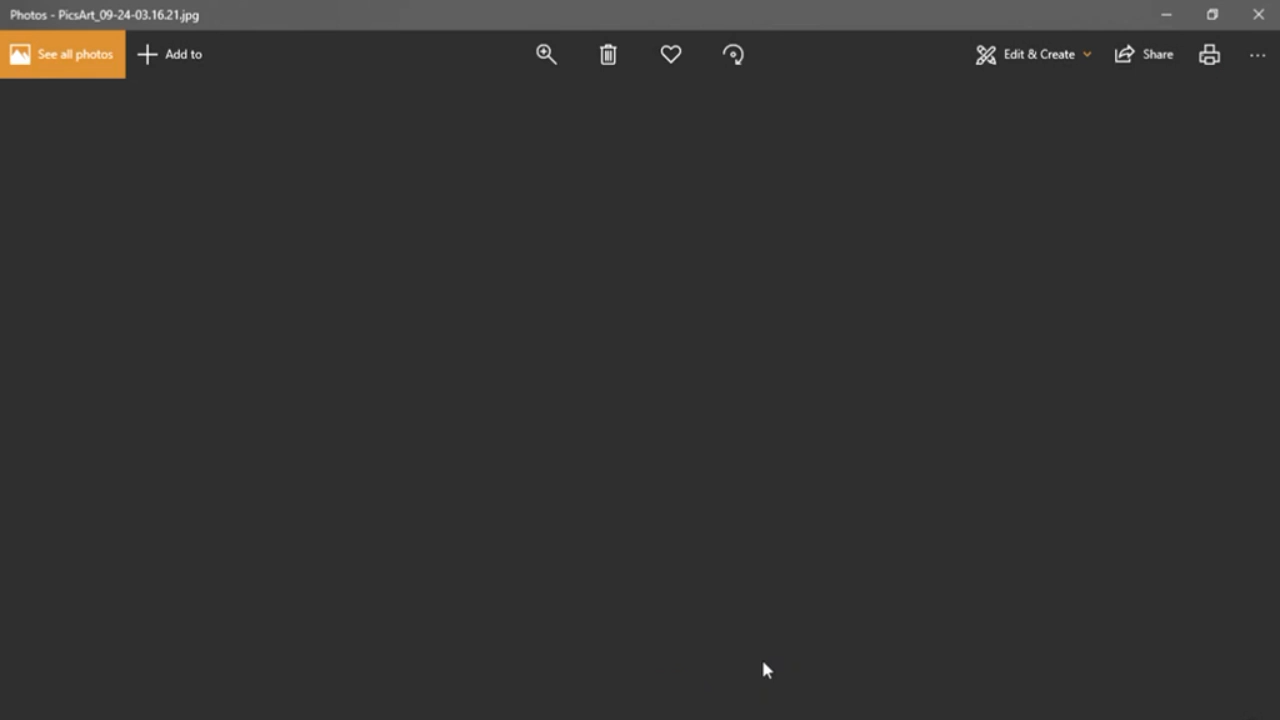 Photos - PicsArt_09-24-03.16.21.jpg
See all photos
Add to
Edit & Create
Share